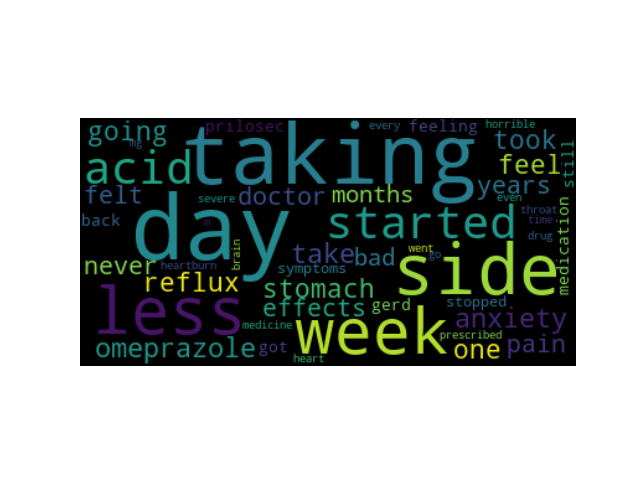 going prilosec every feeling horrible
mg took
taking
acid feel still
years
felt severe doctor months even
day
back started throat
time
drug
never heartburn brain take bad went go side medication
symptoms
reflux
less stomach
effects gerd stopped
medicine week anxiety
prescribed
omeprazole got one pain
heart